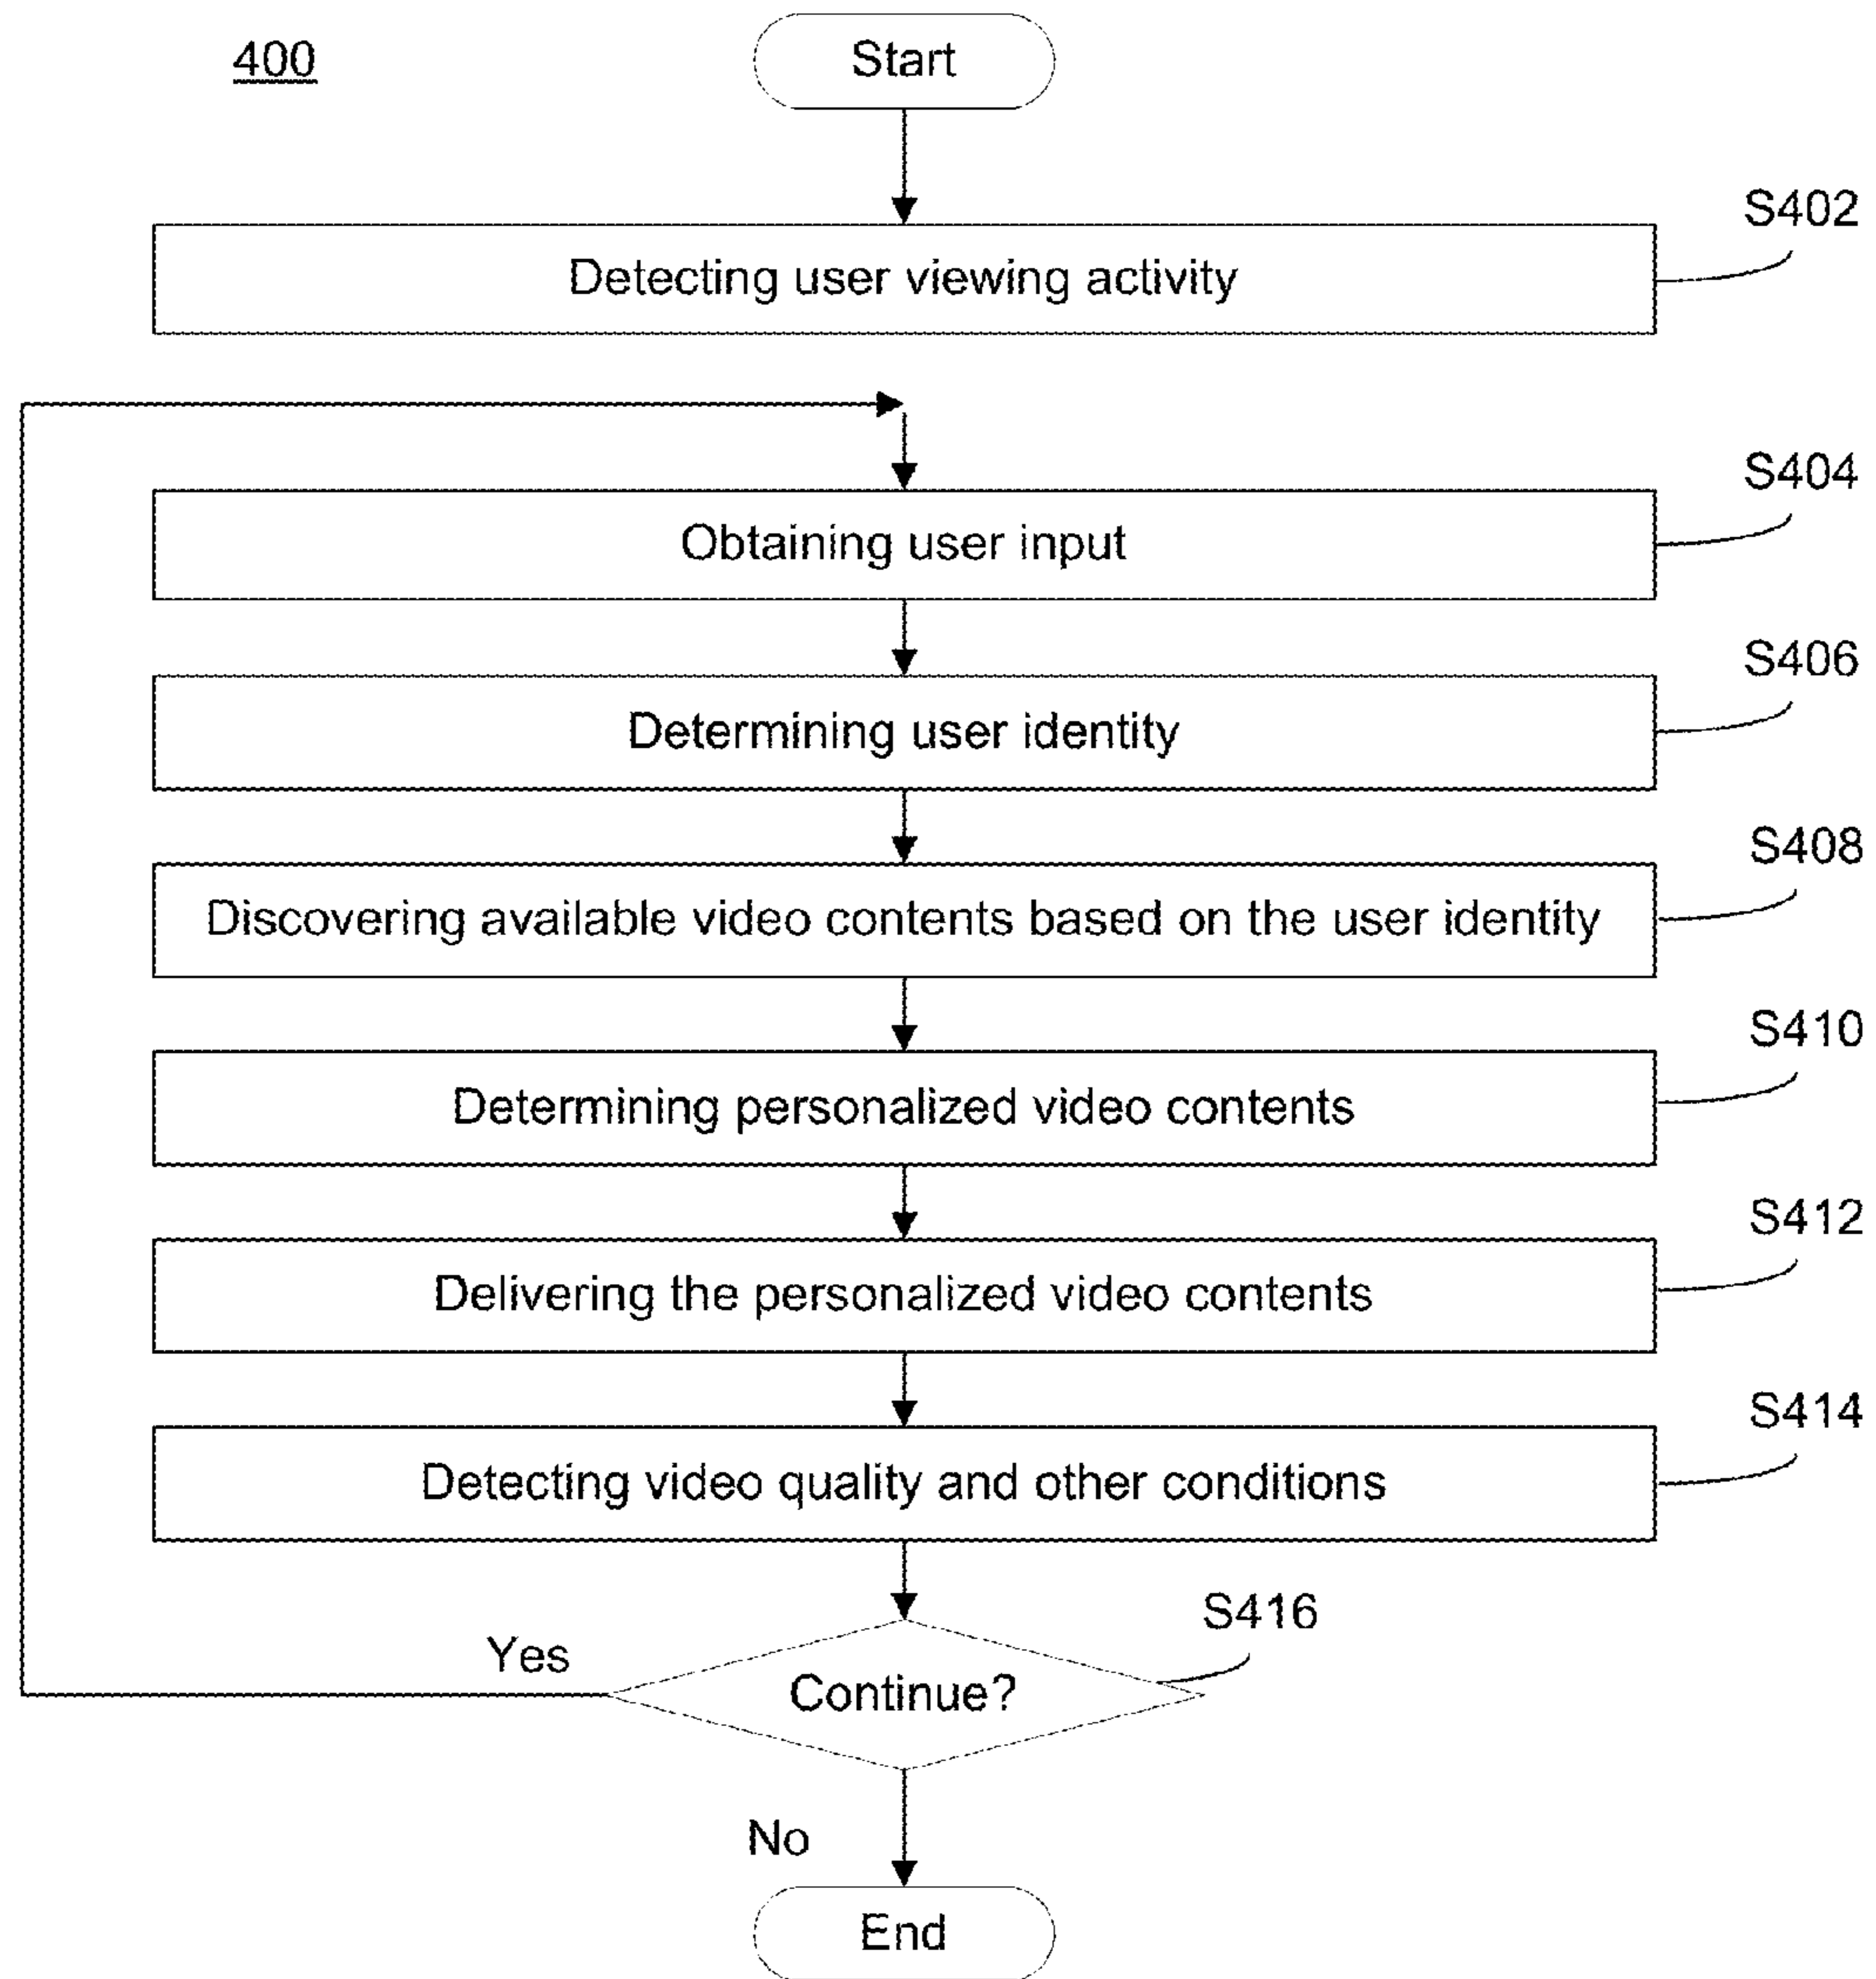 400
Start
S402
Detecting user viewing activity
S404
Obtaining user input
S406
Determining user identity
S408
Discovering available video contents based on the user identity
S410
Determining personalized video contents
S412
Delivering the personalized video contents
S414
Detecting video quality and other conditions
S416
Yes
Continue?
No
End